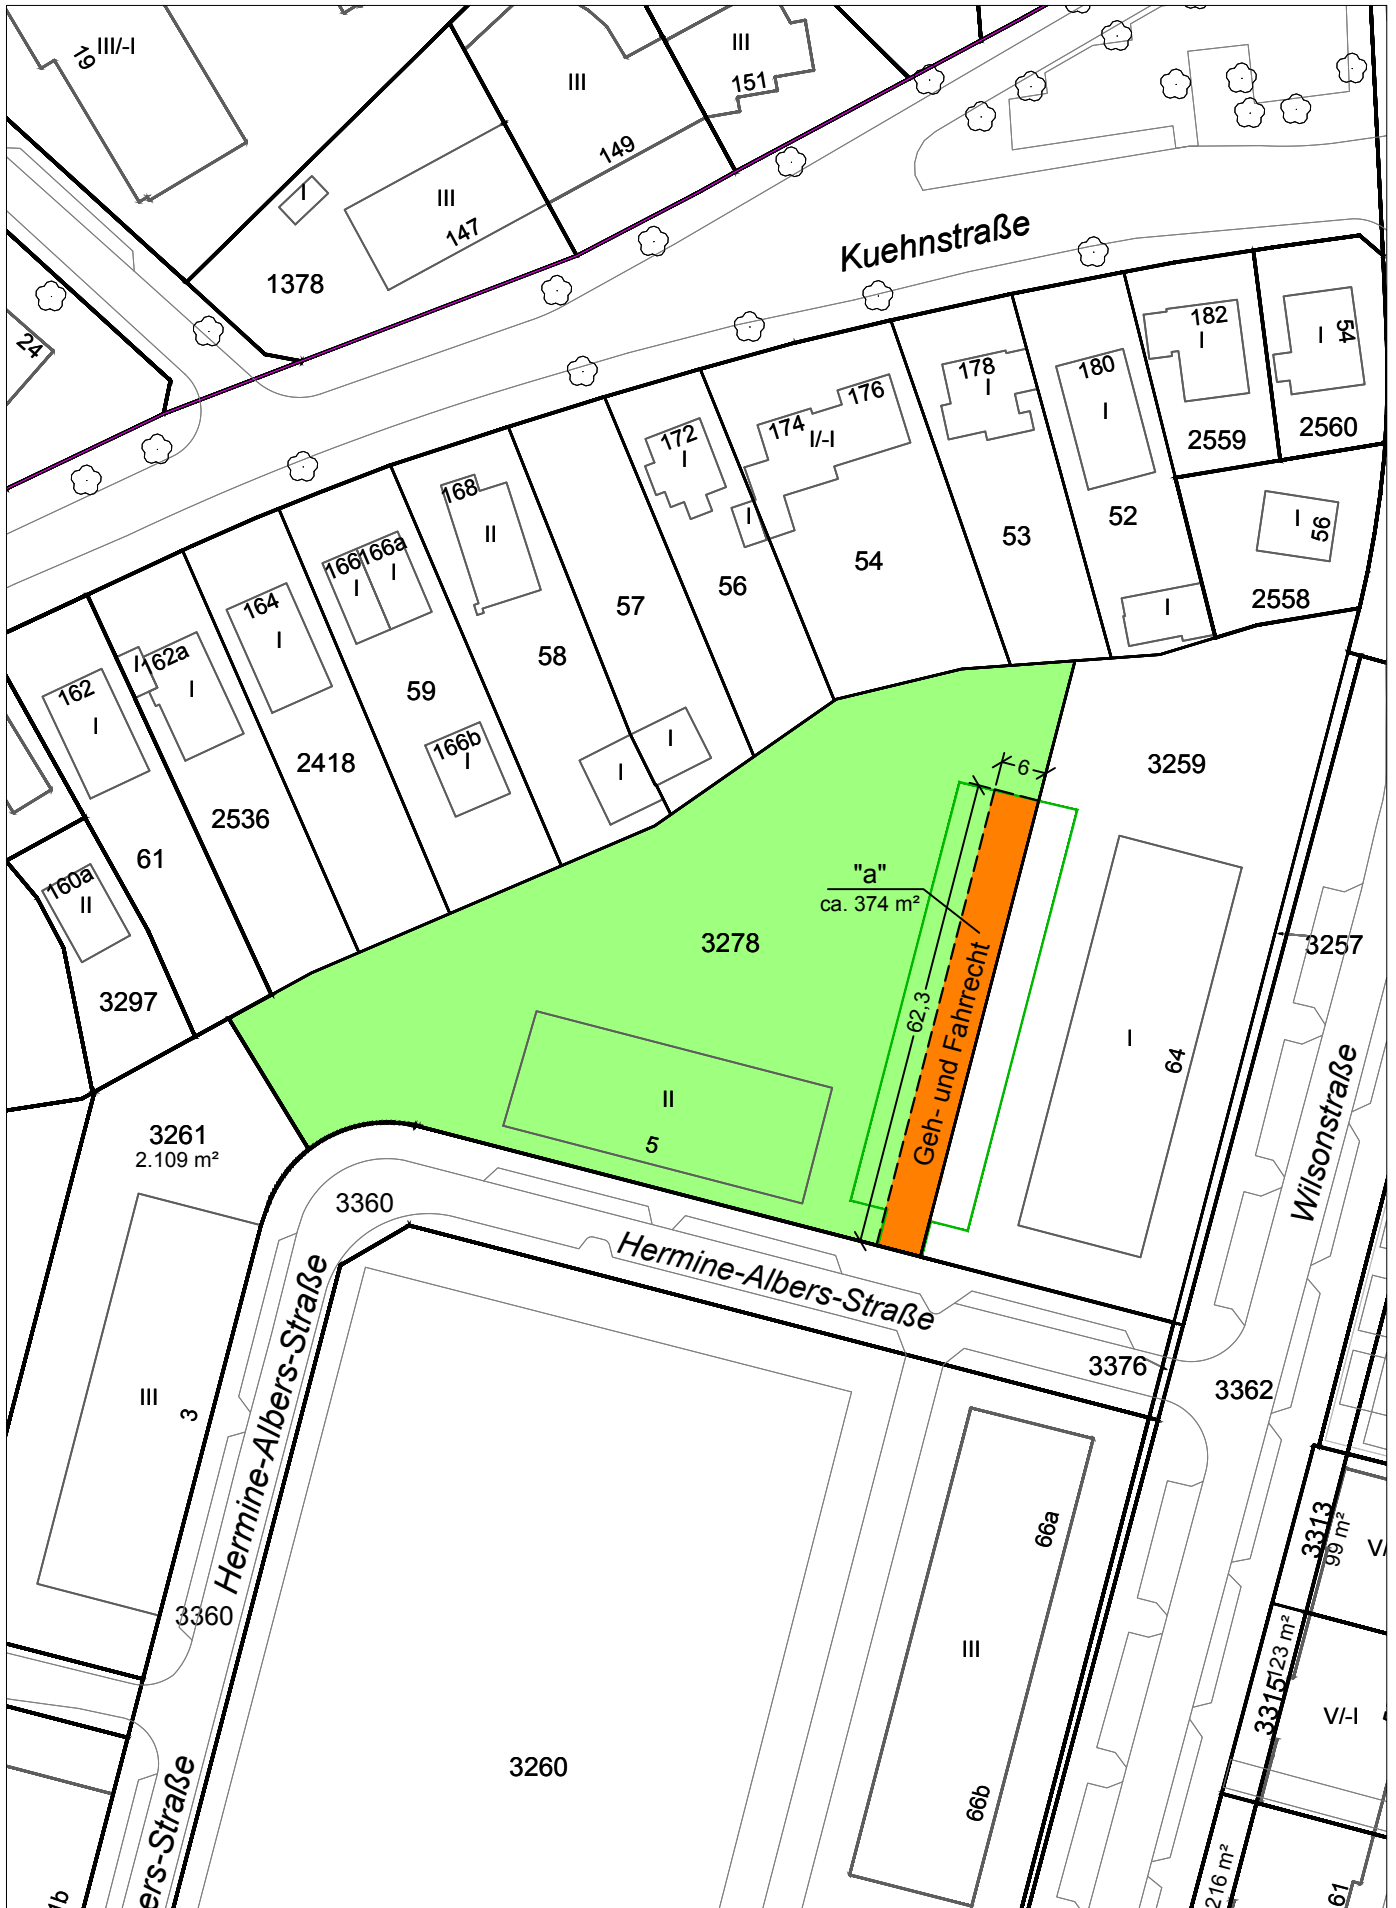 III/-I
19
III
151
III
149
III
147
I
1378
24
Kuehnstraße
182
I
I
54
2559
2560
178
I
180
I
176
174
I/-I
172
I
I
168
II
166
I
166a
I
164
I
I
162a
I
162
I
160a
II
166b
I
I
I
53
52
54
56
57
58
59
2418
2536
61
3297
I
56
2558
I
3259
6
"a"
ca. 374 m²
3278
62,3
Geh- und Fahrrecht
I
64
3257
Wilsonstraße
II
5
3261
2.109 m²
3360
Hermine-Albers-Straße
Hermine-Albers-Straße
3376
3362
III
3
3360
66a
III
66b
3260
3313
99 m²
V/-
123 m²
3315
V/-I
216 m²
61
ers-Straße
1b